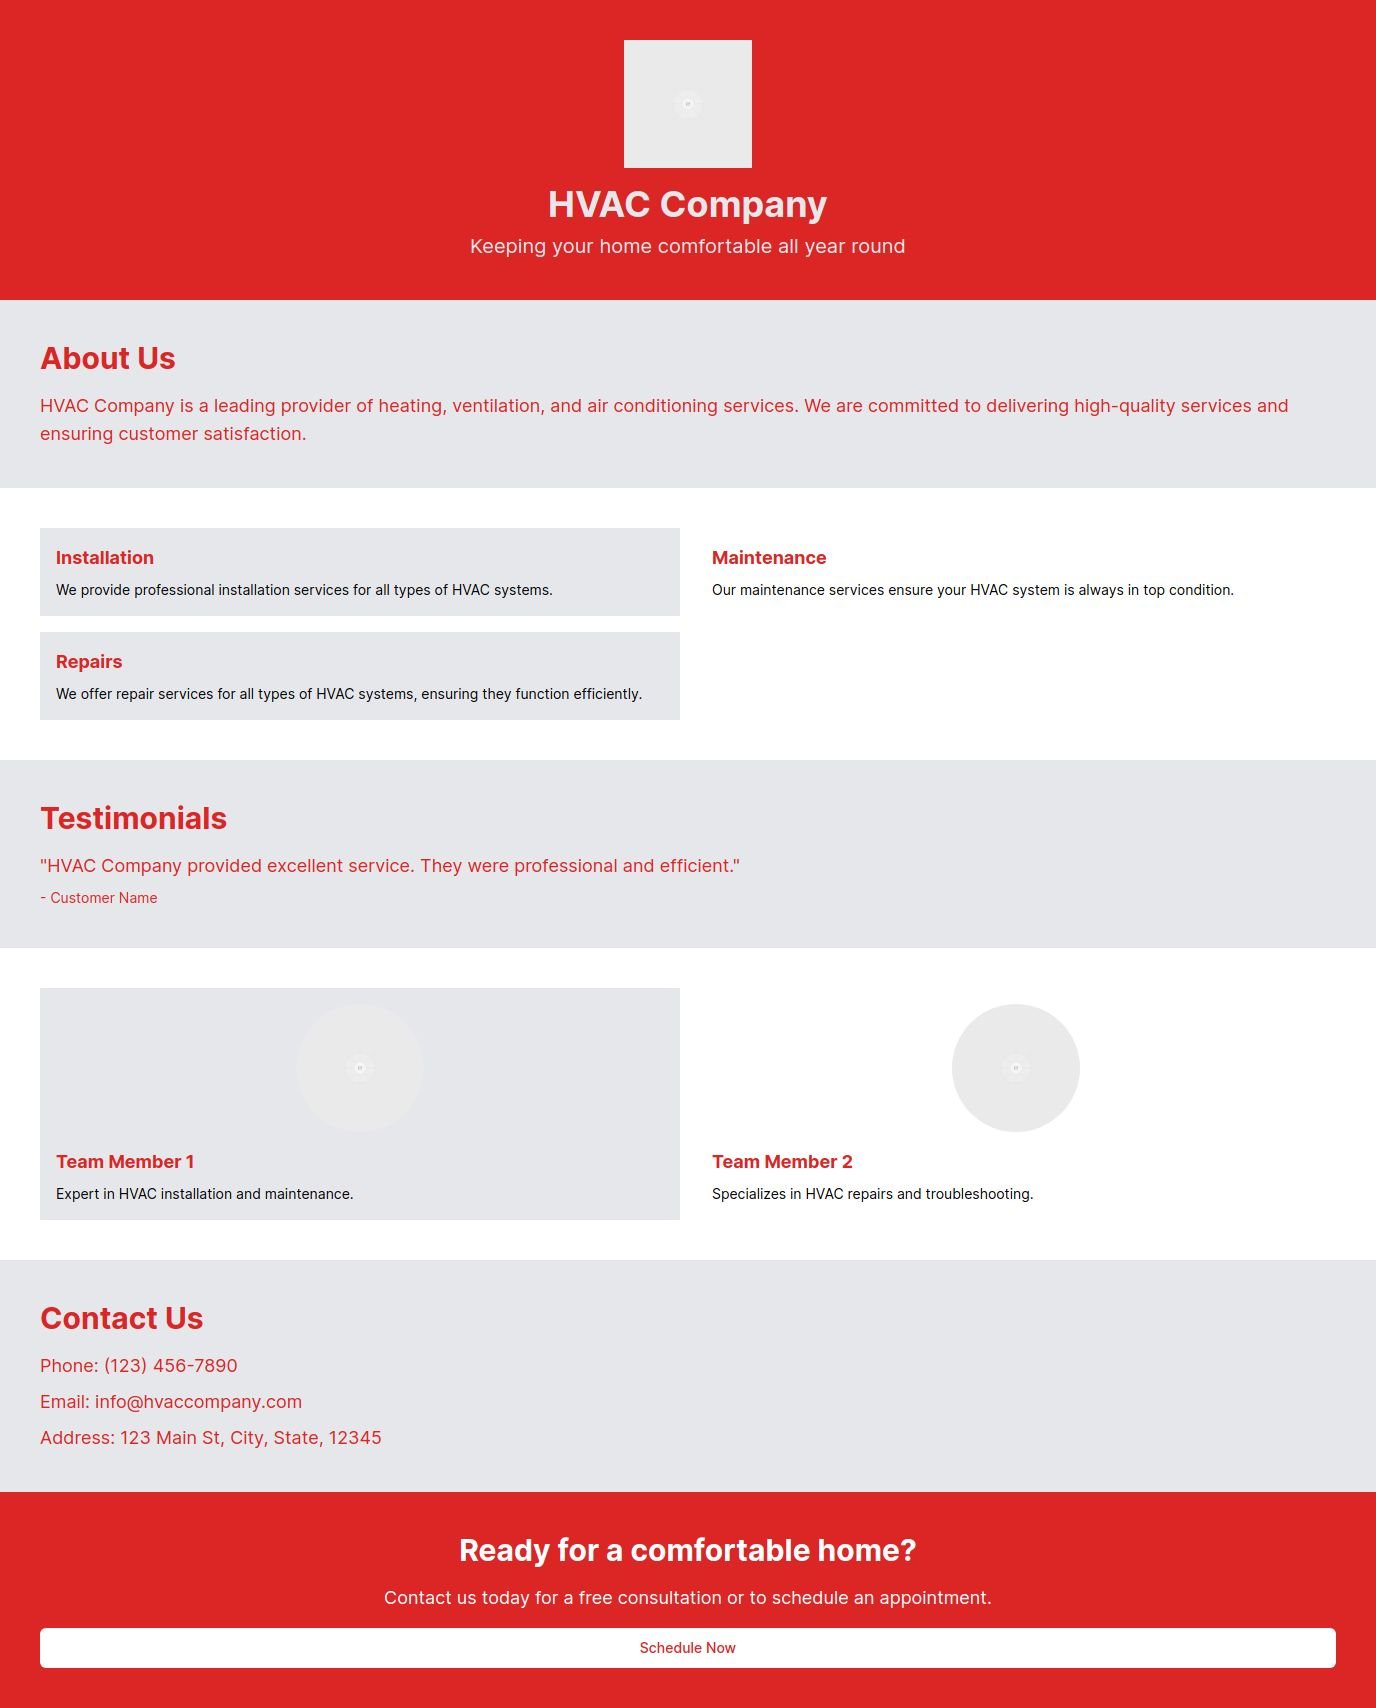 HVAC Company
Keeping your home comfortable all year round
About Us
HVAC Company is a leading provider of heating, ventilation, and air conditioning services. We are committed to delivering high-quality services and
ensuring customer satisfaction.
Installation
We provide professional installation services for all types of HVAC systems.
Maintenance
Our maintenance services ensure your HVAC system is always in top condition.
Repairs
We offer repair services for all types of HVAC systems, ensuring they function efficiently.
Testimonials
"HVAC Company provided excellent service. They were professional and efficient."
- Customer Name
Team Member 1
Expert in HVAC installation and maintenance.
Team Member 2
Specializes in HVAC repairs and troubleshooting.
Contact Us
Phone: (123) 456-7890
Email: info@hvaccompany.com
Address: 123 Main St, City, State, 12345
Ready for a comfortable home?
Contact us today for a free consultation or to schedule an appointment.
Schedule Now